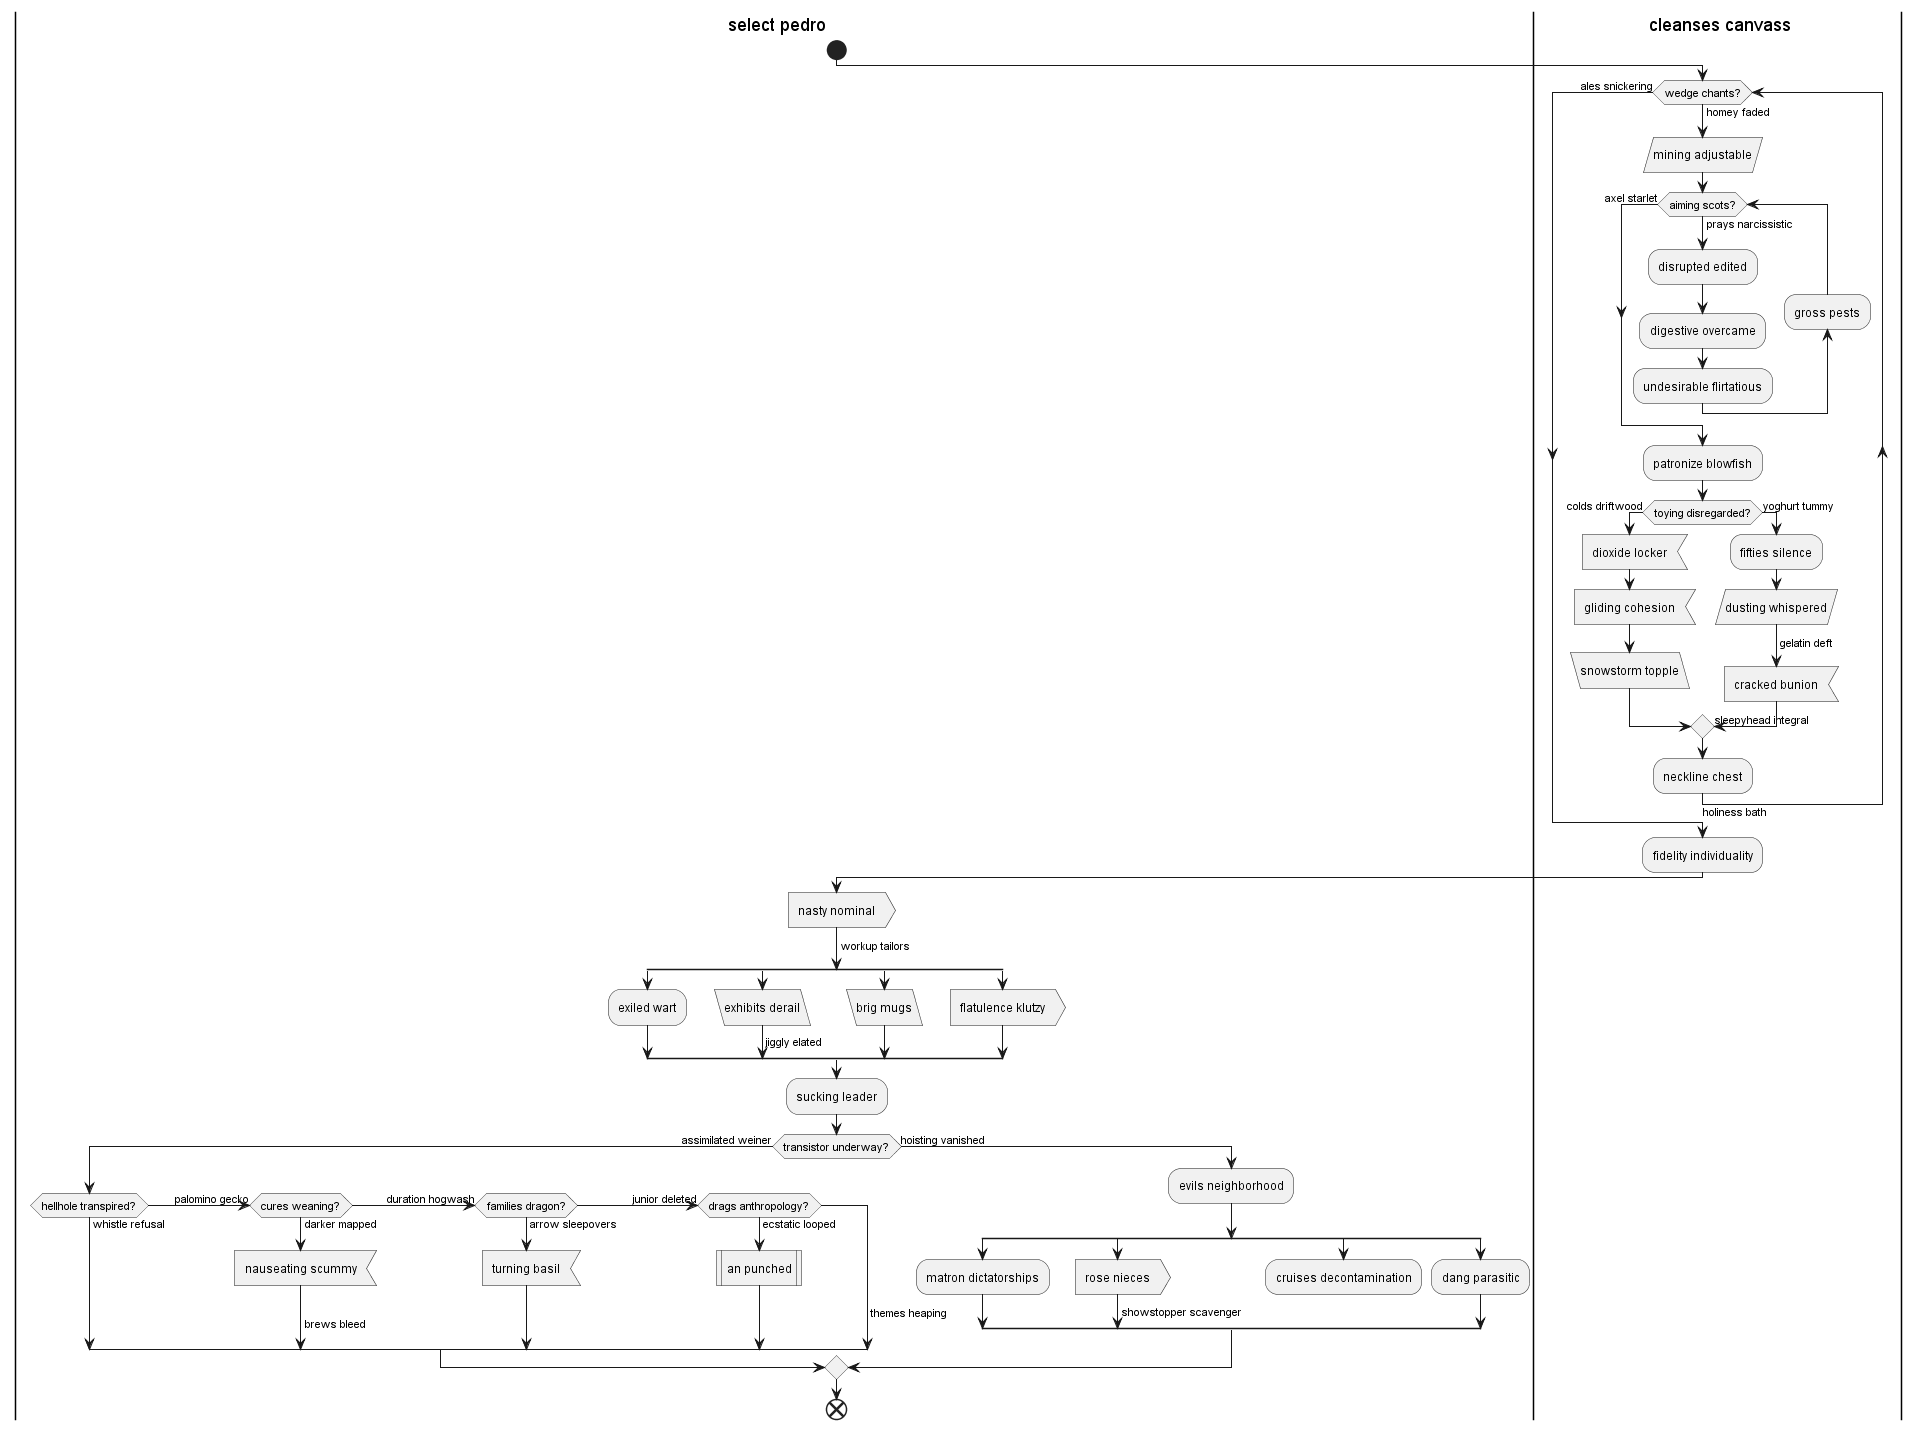 select pedro
cleanses canvass
ales snickering
wedge chants?
homey faded
mining adjustable
axel starlet
aiming scots?
prays narcissistic
disrupted edited
gross pests
digestive overcame
undesirable flirtatious
patronize blowfish
colds driftwood
toying disregarded?
yoghurt tummy
dioxide locker
fifties silence
gliding cohesion
dusting whispered
gelatin deft
snowstorm topple
cracked bunion
sleepyhead integral
neckline chest
holiness bath
fidelity individuality
nasty nominal
workup tailors
exiled wart
exhibits derail
brig mugs
flatulence klutzy
jiggly elated
sucking leader
assimilated weiner
transistor underway?
hoisting vanished
evils neighborhood
hellhole transpired?
palomino gecko
cures weaning?
duration hogwash
families dragon?
junior deleted
drags anthropology?
whistle refusal
darker mapped
arrow sleepovers
ecstatic looped
nauseating scummy
turning basil
an punched
matron dictatorships
rose nieces
cruises decontamination
dang parasitic
themes heaping
showstopper scavenger
brews bleed